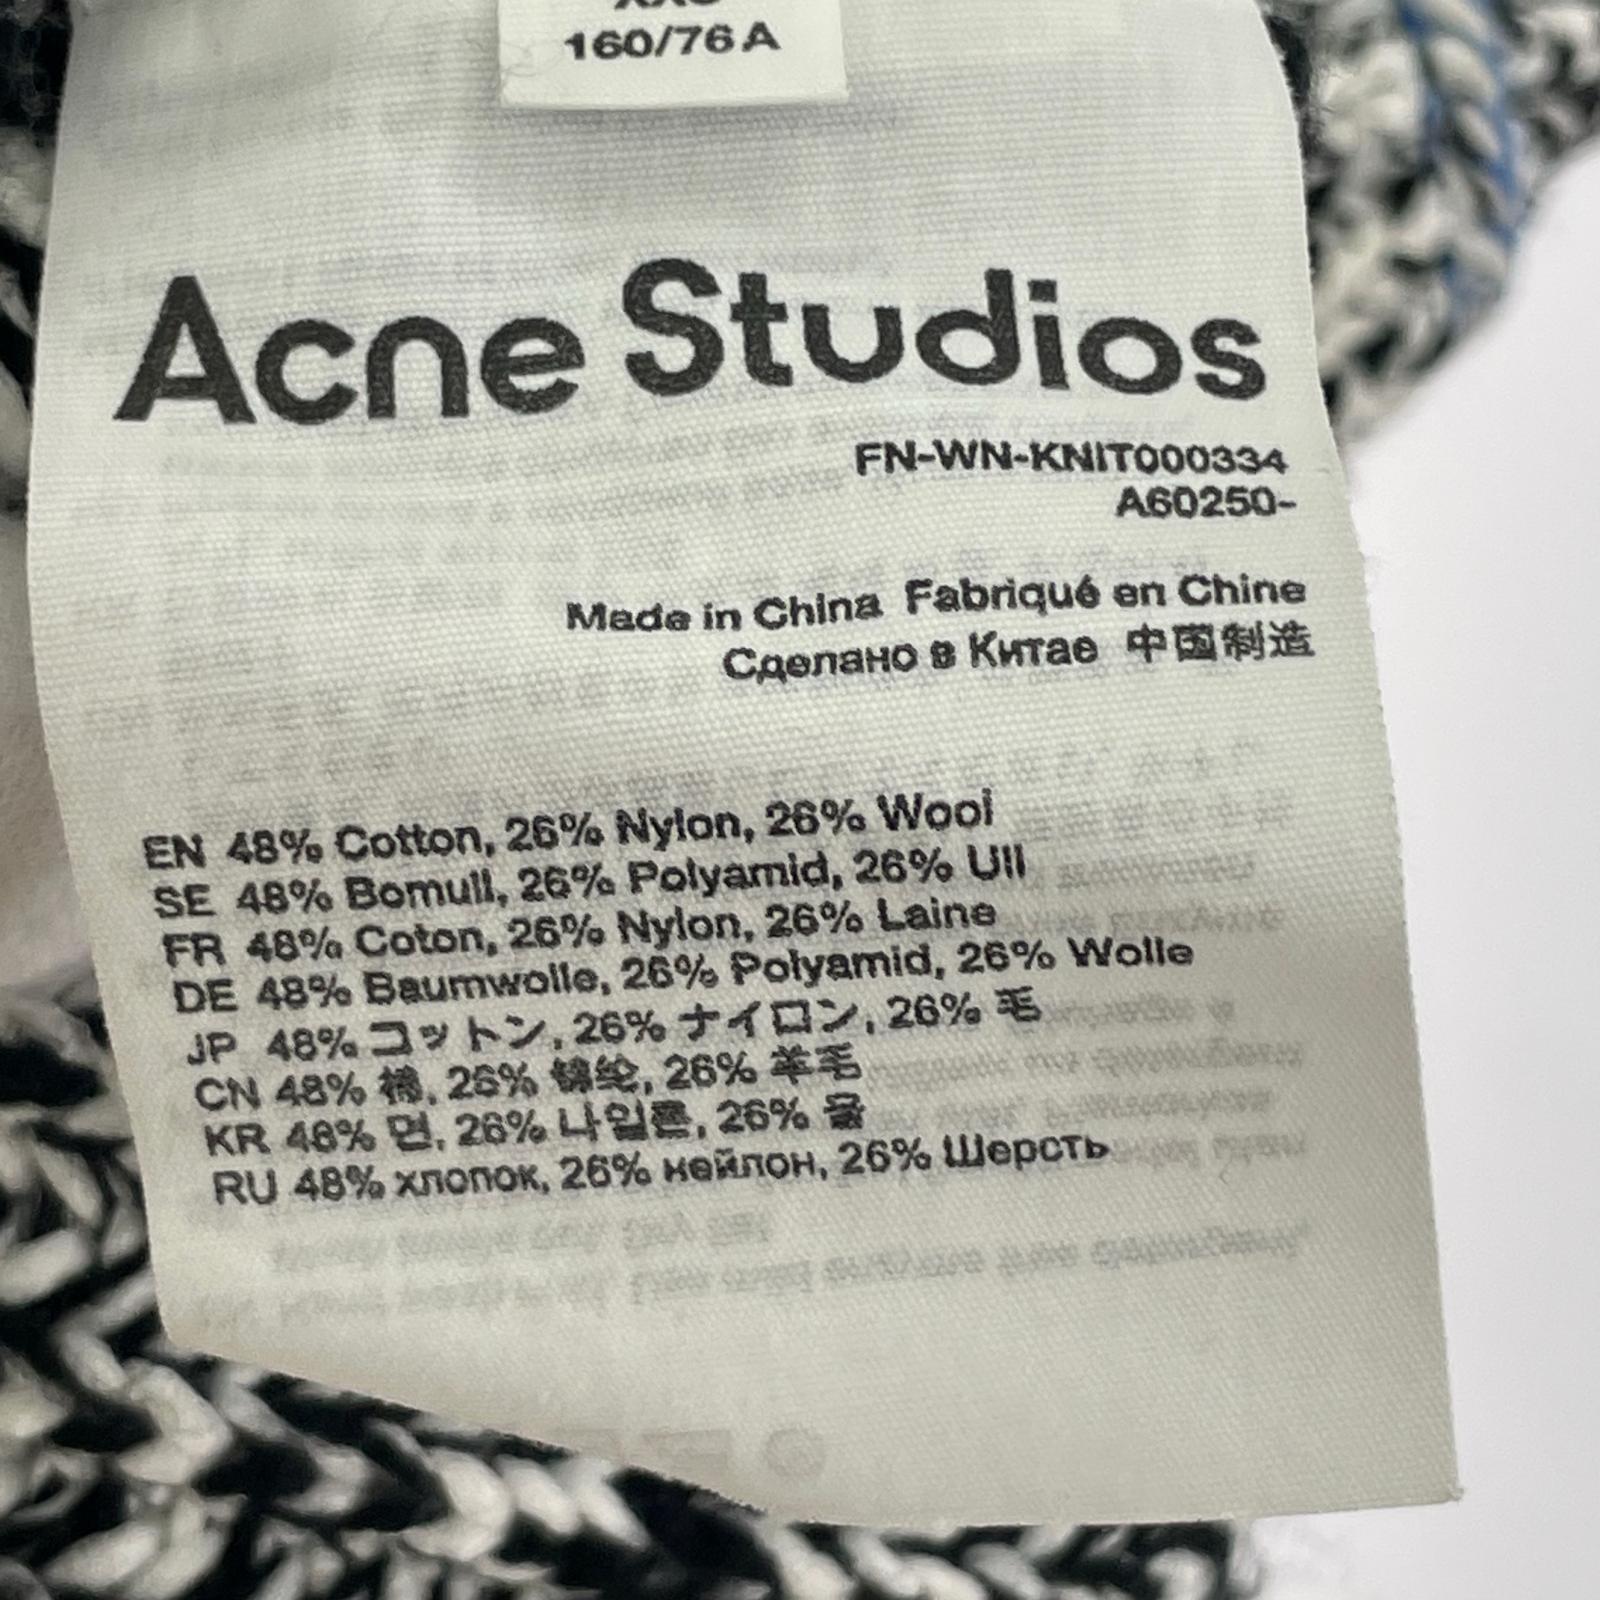 XXS
160/76A
Acne Studios
FN-WN-KNIT000334
A60250-
Made in China Fabriqué en Chine
Сделано в Китае 中国制造
EN 48% Cotton, 26% Nylon, 26% Wool
SE 48% Bomull, 26% Polyamid, 26% Ull
FR 48% Coton, 26% Nylon, 26% Laine
DE 48% Baumwolle, 26% Polyamid, 26% Wolle
JP 48% コットン, 26% ナイロン, 26% 毛
CN 48% 棉, 26% 锦纶, 26% 羊毛
KR 48% 면, 26% 나일론, 26% 울
RU 48% хлопок, 26% нейлон, 26% Шерсть